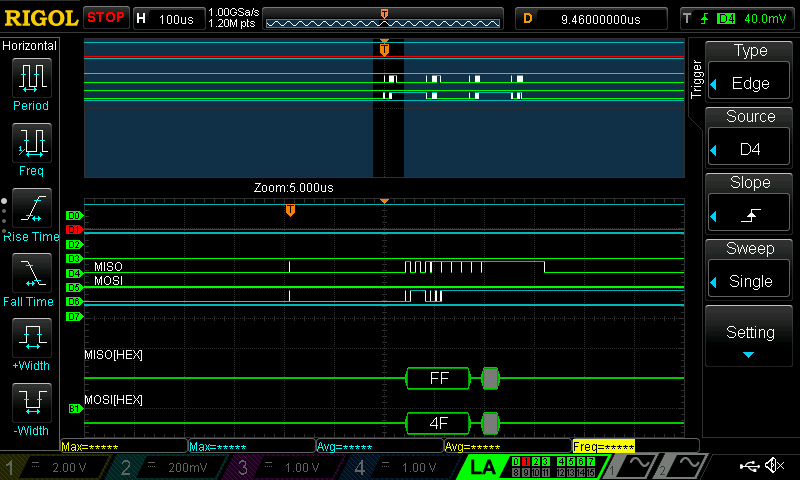 RIGOL STOP H 100us 1.00GSa/s 1.20M pts T D 9.46000000us T D4 40.0mV
Horizontal
Period
Freq
Rise Time
Fall Time
+Width
-Width
T
Zoom:5.000us
T
D0
D1
D2
D3
MISO
D4
MOSI
D5
D6
D7
MISO[HEX]
FF
MOSI[HEX]
B1
4F
Trigger
Type
Edge
Source
D4
Slope
Sweep
Single
Setting
Max=***** Max=***** Avg=***** Avg=***** Freq=*****
1 2.00 V 2 200mV 3 1.00 V 4 1.00 V LA 0 1 2 3 4 5 6 7 1 2
8 9 10 11 12 13 14 15